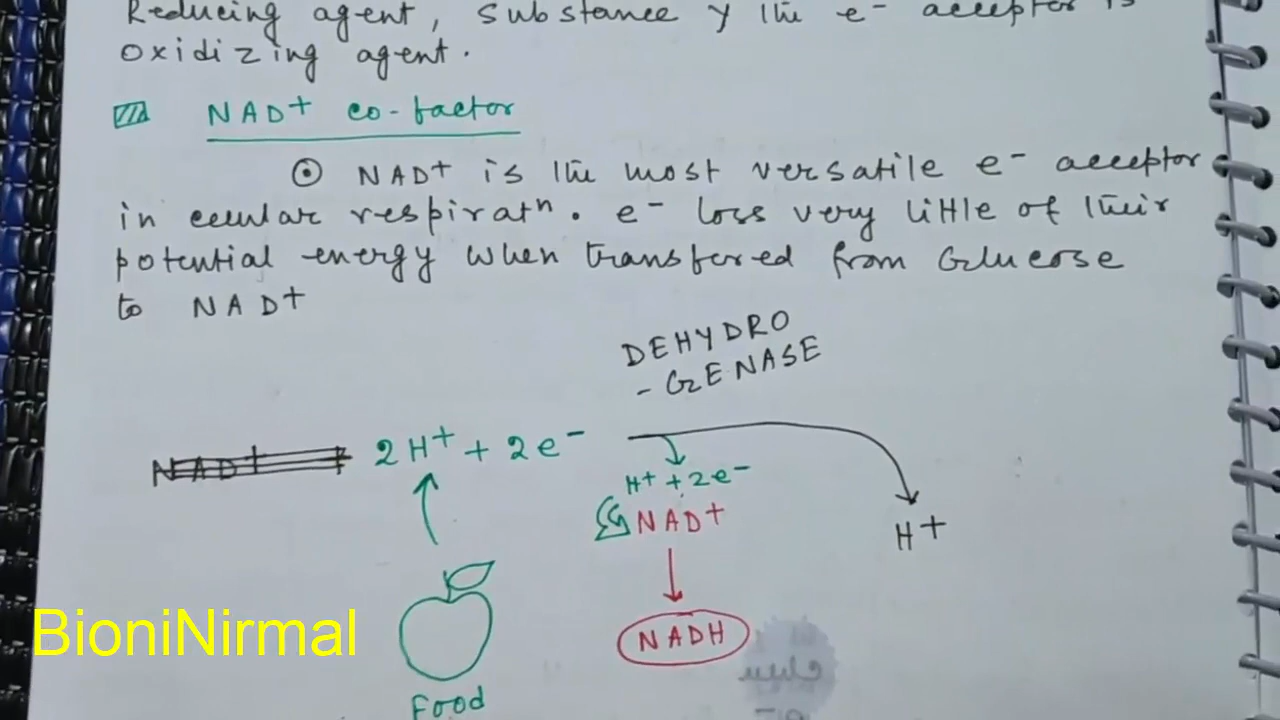 Reducing agent, substance y the e- acceptor is
oxidizing agent.
NAD+ co-factor
NAD+ is the most versatile e- acceptor
in cellular respiratn. e- loss very little of their
potential energy when transferred from Glucose
to NAD+
DEHYDRO
-GENASE
NAD+ 2H+ + 2e-
H+ + 2e-
NAD+
H+
NADH
BioniNirmal
Food